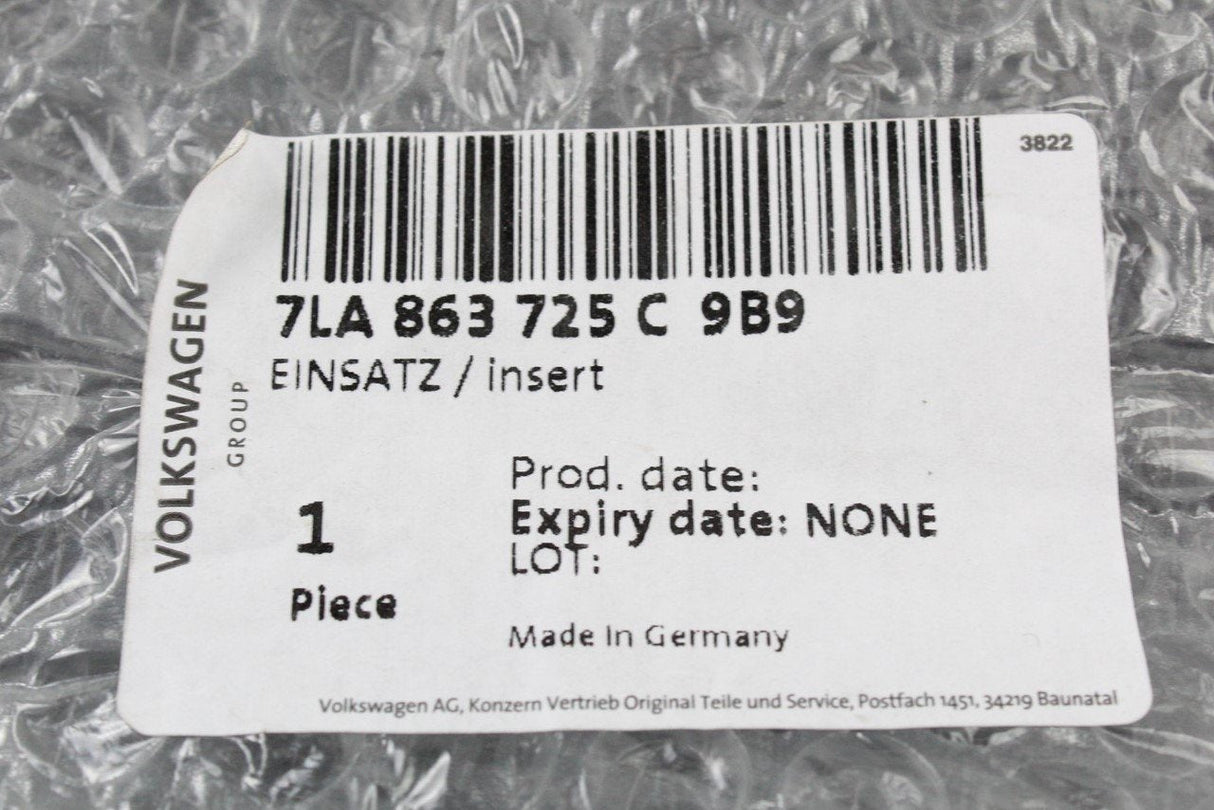 3822
7LA 863 725 C 9B9
EINSATZ / insert
VOLKSWAGEN
GROUP
Prod. date:
Expiry date: NONE
LOT:
1
Piece
Made In Germany
Volkswagen AG, Konzern Vertrieb Original Teile und Service, Postfach 1451, 34219 Baunatal